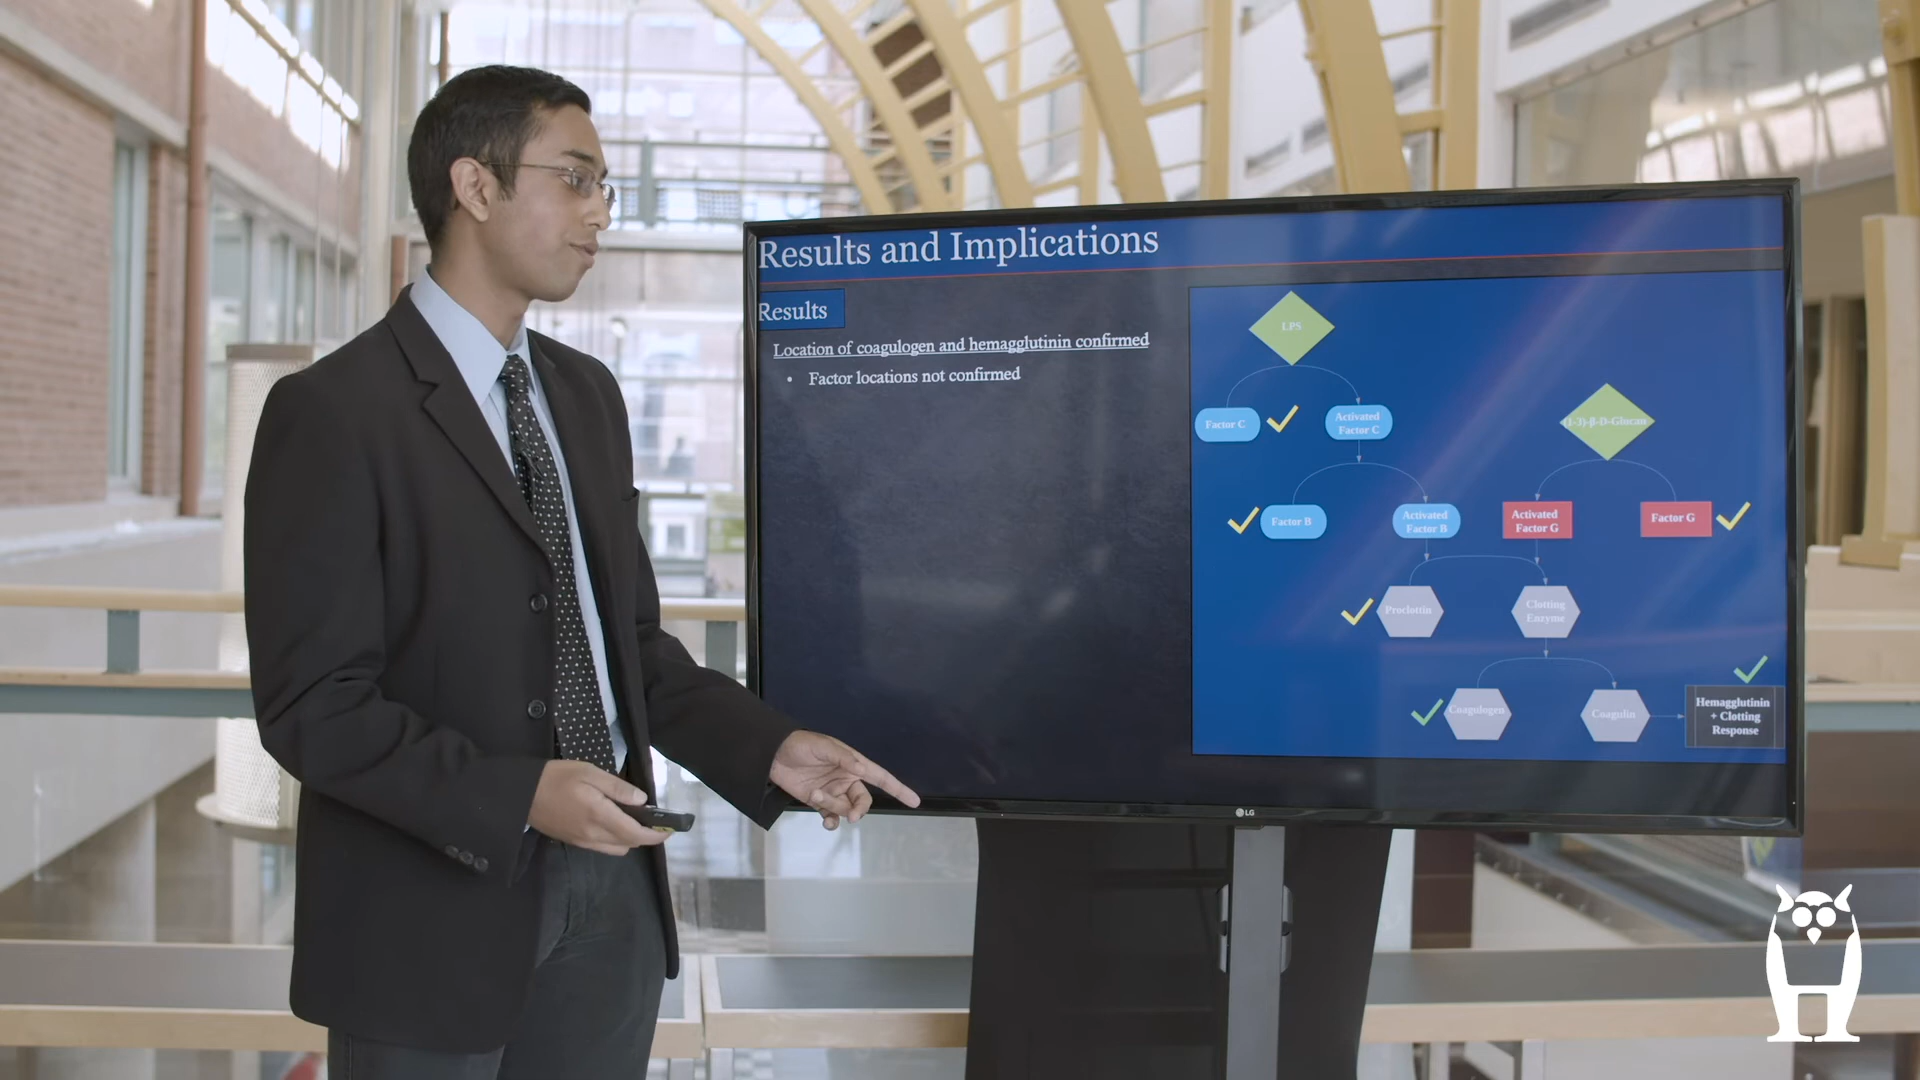 Results and Implications
Results
Location of coagulogen and hemagglutinin confirmed
• Factor locations not confirmed
LPS
Factor C
Activated
Factor C
(1-3)-β-D-Glucan
Factor B
Activated
Factor B
Activated
Factor G
Factor G
Proclottin
Clotting
Enzyme
Coagulogen
Coagulin
Hemagglutinin
+ Clotting
Response
LG